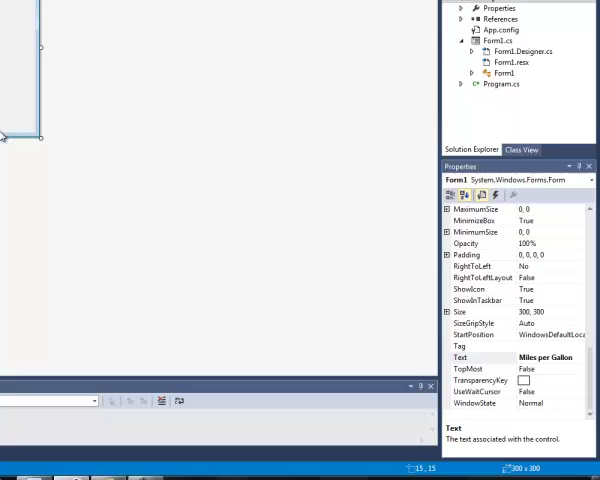 Properties
References
App.config
Form1.cs
Form1.Designer.cs
Form1.resx
Form1
Program.cs
Solution Explorer Class View
Properties
Form1 System.Windows.Forms.Form
MaximumSize 0, 0
MinimizeBox True
MinimumSize 0, 0
Opacity 100%
Padding 0, 0, 0, 0
RightToLeft No
RightToLeftLayout False
ShowIcon True
ShowInTaskbar True
Size 300, 300
SizeGripStyle Auto
StartPosition WindowsDefaultLoca
Tag
Text Miles per Gallon
TopMost False
TransparencyKey
UseWaitCursor False
WindowState Normal
Text
The text associated with the control.
15 , 15 300 x 300